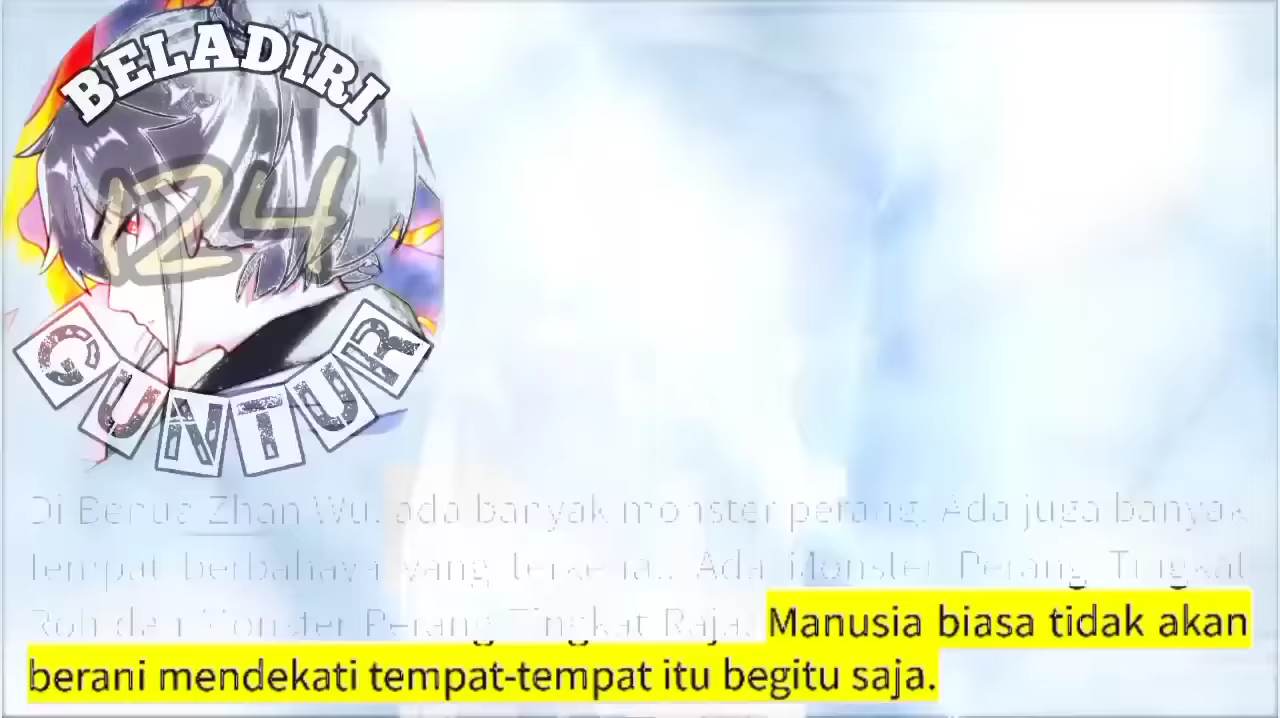 BELADIRI
124
GUNTUR
Di Benua Zhan Wu, ada banyak monster perang. Ada juga banyak
tempat berbahaya yang terkenal. Ada Monster Perang Tingkat
Roh dan Monster Perang Tingkat Raja. Manusia biasa tidak akan
berani mendekati tempat-tempat itu begitu saja.